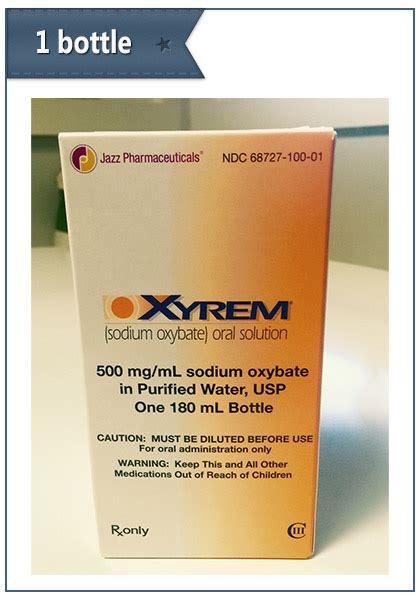 1 bottle
Jazz Pharmaceuticals®
NDC 68727-100-01
XYREM®
(sodium oxybate) oral solution
500 mg/mL sodium oxybate
in Purified Water, USP
One 180 mL Bottle
CAUTION: MUST BE DILUTED BEFORE USE
For oral administration only
WARNING: Keep This and All Other
Medications Out of Reach of Children
Rx only
CIII